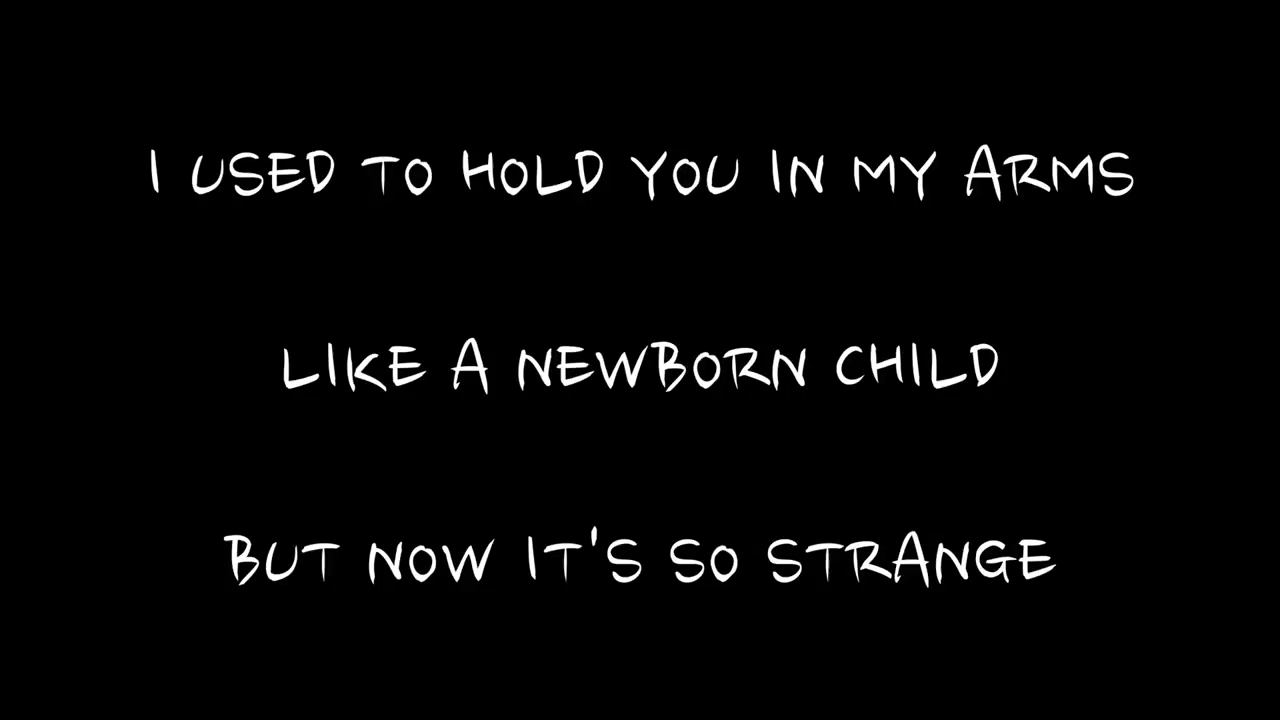 I USED TO HOLD YOU IN MY ARMS
LIKE A NEWBORN CHILD
BUT NOW IT'S SO STRANGE